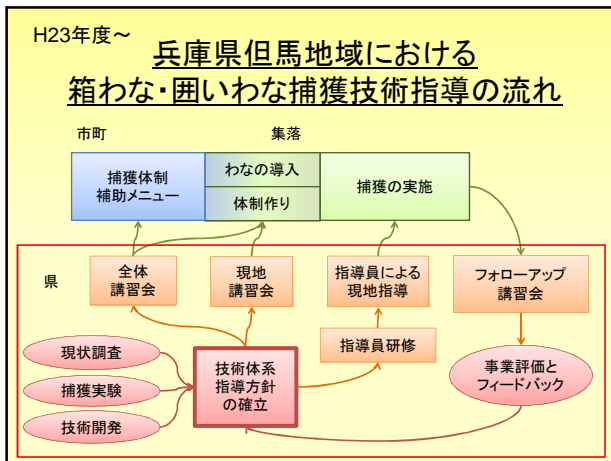 H23年度～
兵庫県但馬地域における
箱わな・囲いわな捕獲技術指導の流れ
市町
集落
捕獲体制
補助メニュー
わなの導入
体制作り
捕獲の実施
県
全体
講習会
現地
講習会
指導員による
現地指導
フォローアップ
講習会
指導員研修
現状調査
捕獲実験
技術開発
技術体系
指導方針
の確立
事業評価と
フィードバック